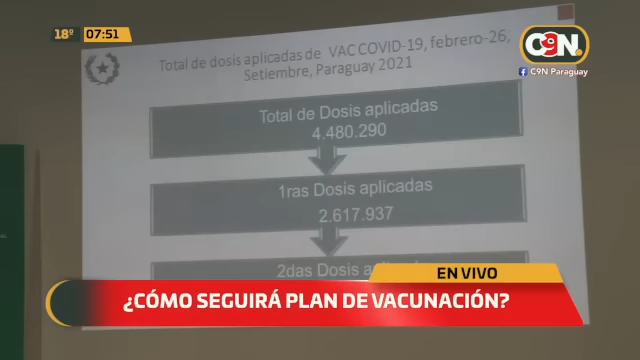 18°
07:51
C9N.
C9N Paraguay
Total de dosis aplicadas de VAC COVID-19, febrero-26,
Setiembre, Paraguay 2021
Total de Dosis aplicadas
4.480.290
1ras Dosis aplicadas
2.617.937
2das Dosis
EN VIVO
¿CÓMO SEGUIRÁ PLAN DE VACUNACIÓN?